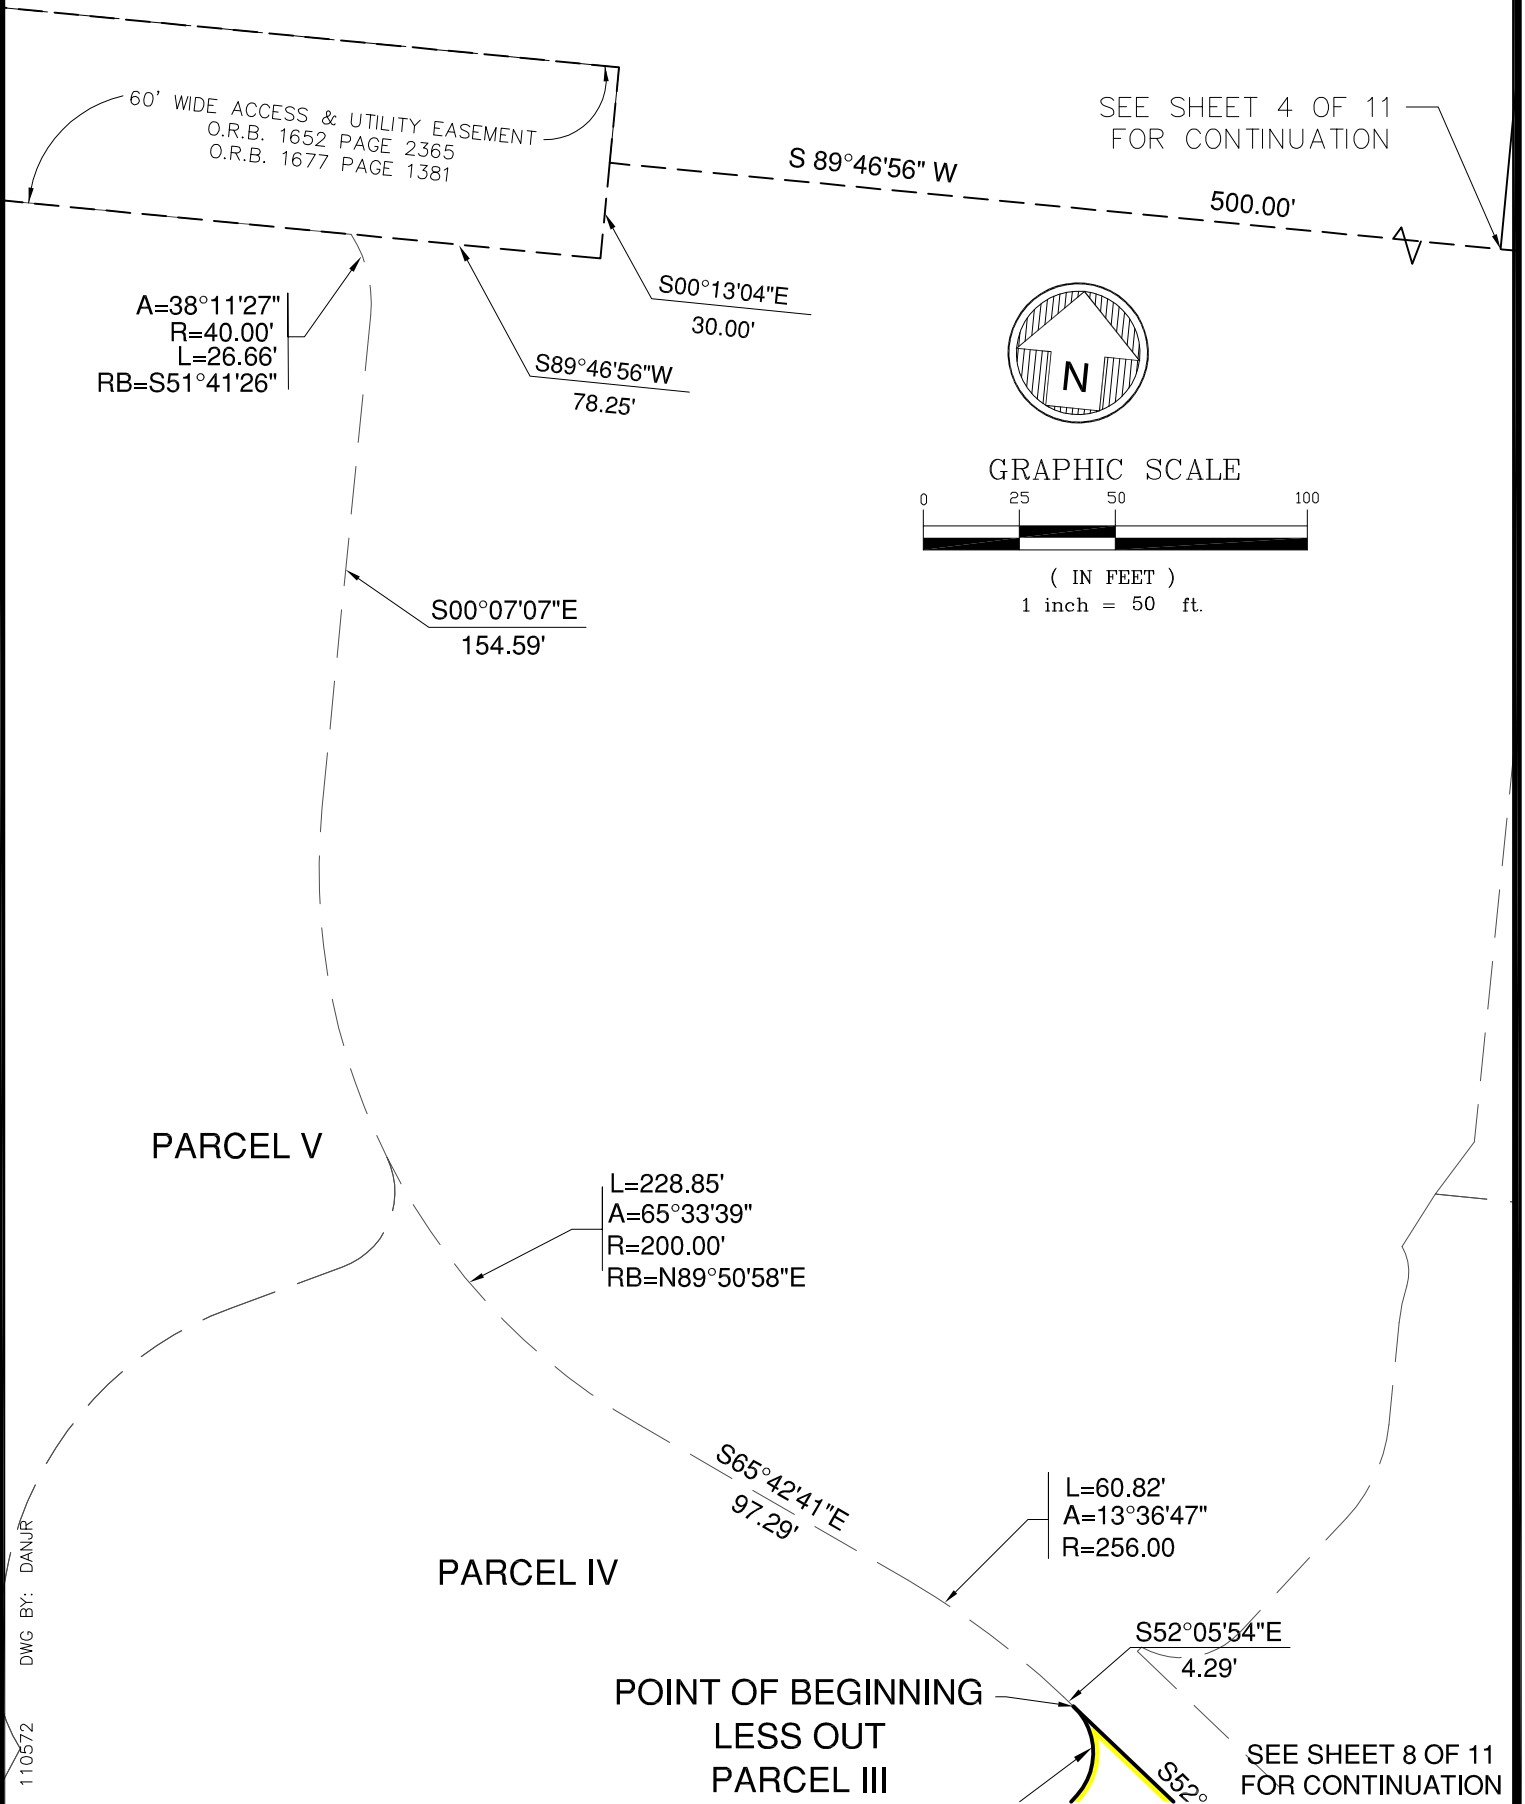 60' WIDE ACCESS & UTILITY EASEMENT
O.R.B. 1652 PAGE 2365
O.R.B. 1677 PAGE 1381
SEE SHEET 4 OF 11
FOR CONTINUATION
S 89°46'56" W
500.00'
S00°13'04"E
30.00'
A=38°11'27"
R=40.00'
L=26.66'
RB=S51°41'26"
S89°46'56"W
78.25'
N
GRAPHIC SCALE
0 25 50 100
( IN FEET )
1 inch = 50 ft.
S00°07'07"E
154.59'
PARCEL V
L=228.85'
A=65°33'39"
R=200.00'
RB=N89°50'58"E
S65°42'41"E
97.29'
L=60.82'
A=13°36'47"
R=256.00
PARCEL IV
S52°05'54"E
4.29'
POINT OF BEGINNING
LESS OUT
PARCEL III
S52°
SEE SHEET 8 OF 11
FOR CONTINUATION
110572 DWG BY: DANJR